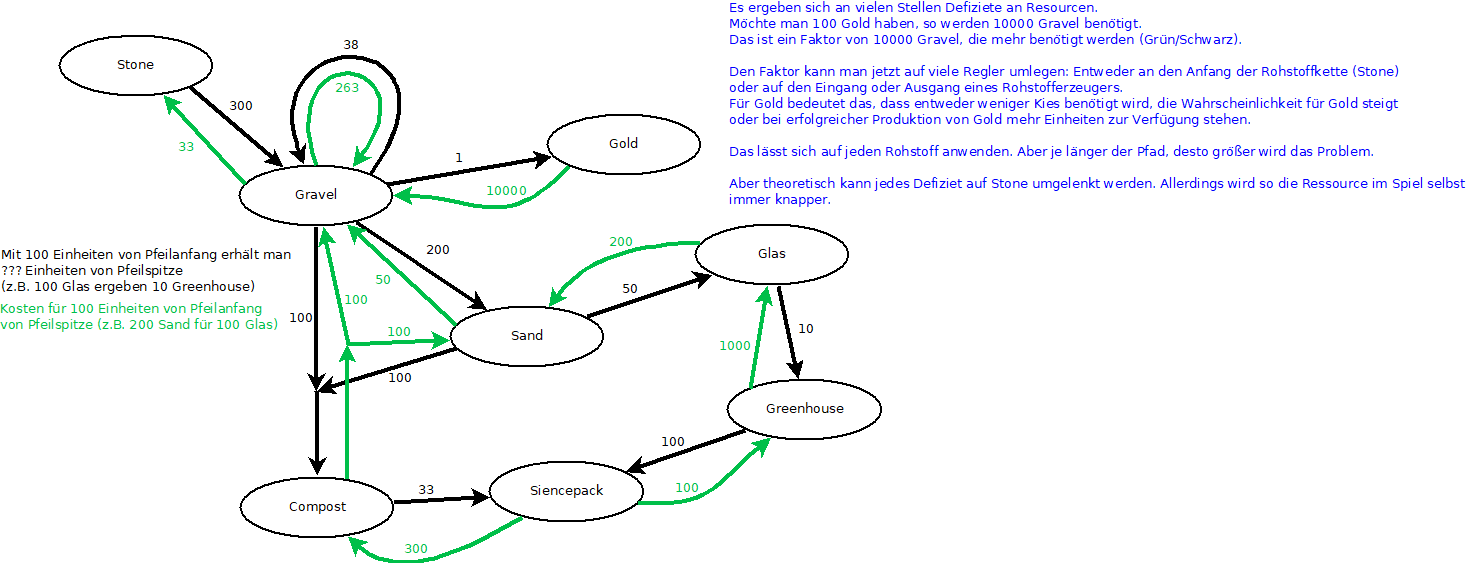 Es ergeben sich an vielen Stellen Defiziete an Resourcen.
Möchte man 100 Gold haben, so werden 10000 Gravel benötigt.
Das ist ein Faktor von 10000 Gravel, die mehr benötigt werden (Grün/Schwarz).
Den Faktor kann man jetzt auf viele Regler umlegen: Entweder an den Anfang der Rohstoffkette (Stone)
oder auf den Eingang oder Ausgang eines Rohstofferzeugers.
Für Gold bedeutet das, dass entweder weniger Kies benötigt wird, die Wahrscheinlichkeit für Gold steigt
oder bei erfolgreicher Produktion von Gold mehr Einheiten zur Verfügung stehen.
Das lässt sich auf jeden Rohstoff anwenden. Aber je länger der Pfad, desto größer wird das Problem.
Aber theoretisch kann jedes Defiziet auf Stone umgelenkt werden. Allerdings wird so die Ressource im Spiel selbst
immer knapper.
38
Stone
263
300
33
Gold
1
10000
Gravel
200
200
Glas
Mit 100 Einheiten von Pfeilanfang erhält man
??? Einheiten von Pfeilspitze
(z.B. 100 Glas ergeben 10 Greenhouse)
50
50
100
Kosten für 100 Einheiten von Pfeilanfang
von Pfeilspitze (z.B. 200 Sand für 100 Glas)
100
100
Sand
10
1000
100
Greenhouse
100
33
Siencepack
100
Compost
300